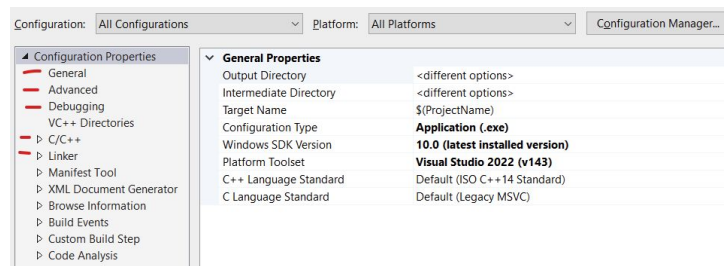 Configuration: All Configurations Platform: All Platforms Configuration Manager...
Configuration Properties
General
Advanced
Debugging
VC++ Directories
C/C++
Linker
Manifest Tool
XML Document Generator
Browse Information
Build Events
Custom Build Step
Code Analysis
General Properties
Output Directory <different options>
Intermediate Directory <different options>
Target Name $(ProjectName)
Configuration Type Application (.exe)
Windows SDK Version 10.0 (latest installed version)
Platform Toolset Visual Studio 2022 (v143)
C++ Language Standard Default (ISO C++14 Standard)
C Language Standard Default (Legacy MSVC)